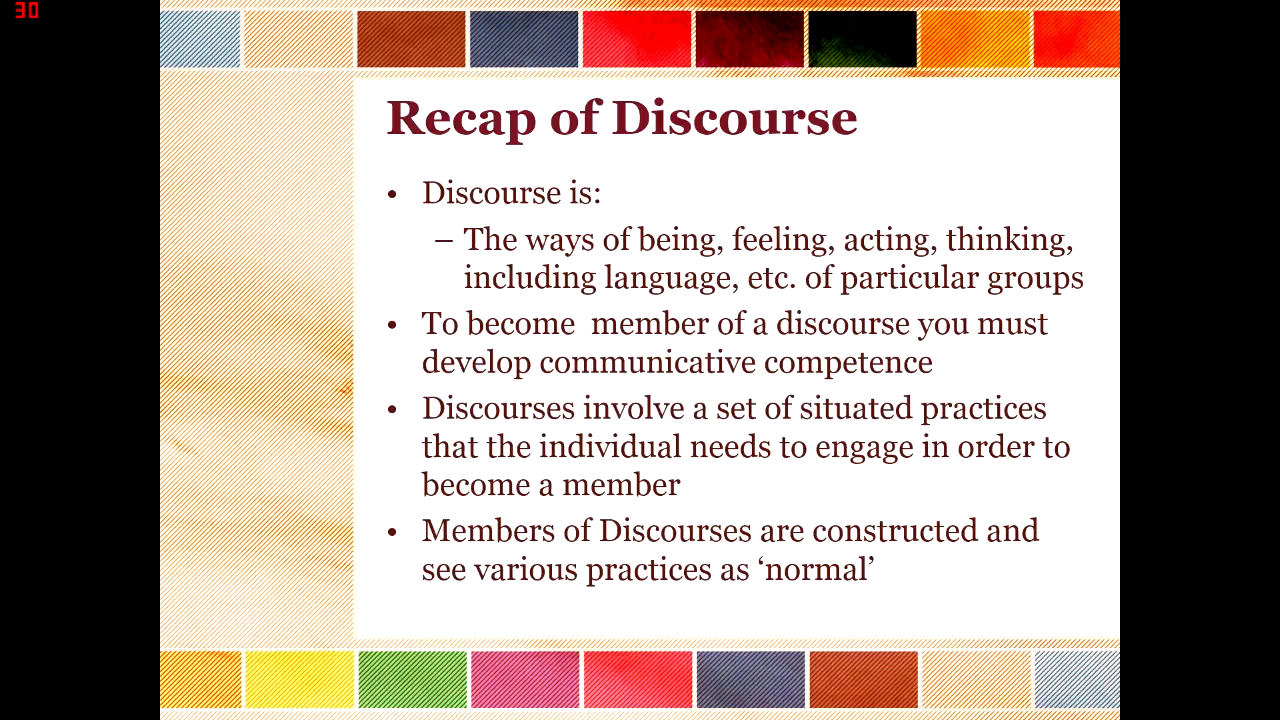 30
Recap of Discourse
• Discourse is:
– The ways of being, feeling, acting, thinking,
including language, etc. of particular groups
• To become  member of a discourse you must
develop communicative competence
• Discourses involve a set of situated practices
that the individual needs to engage in order to
become a member
• Members of Discourses are constructed and
see various practices as ‘normal’